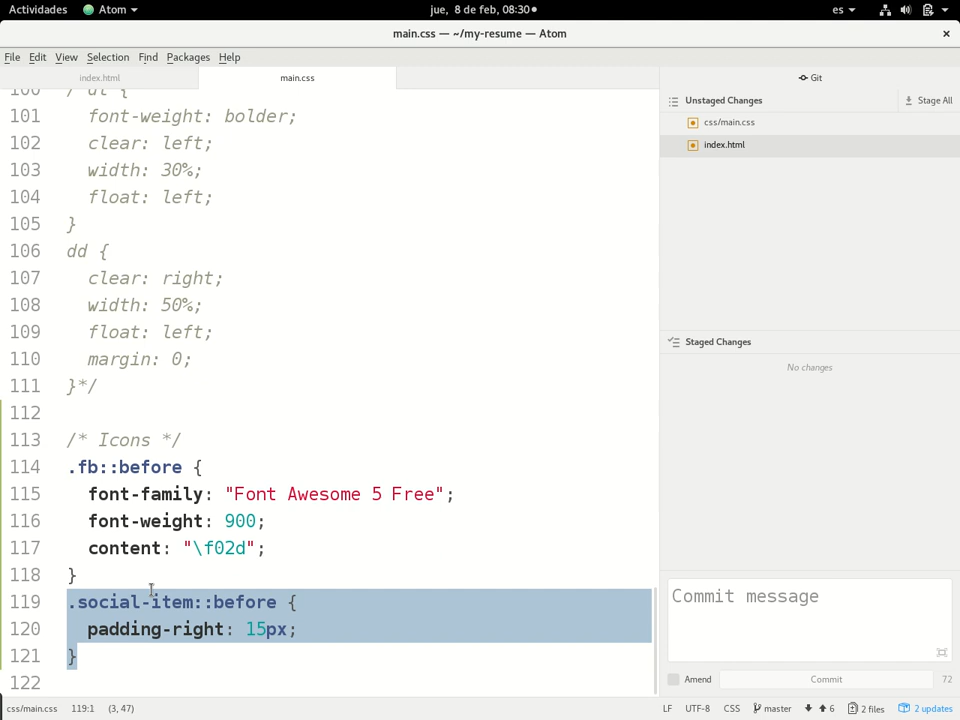 Actividades Atom jue, 8 de feb, 08:30 es
main.css — ~/my-resume — Atom
File Edit View Selection Find Packages Help
index.html main.css Git
Unstaged Changes Stage All
css/main.css
index.html
Staged Changes
No changes
101 font-weight: bolder;
102 clear: left;
103 width: 30%;
104 float: left;
105 }
106 dd {
107 clear: right;
108 width: 50%;
109 float: left;
110 margin: 0;
111 }*/
112
113 /* Icons */
114 .fb::before {
115 font-family: "Font Awesome 5 Free";
116 font-weight: 900;
117 content: "\f02d";
118 }
119 .social-item::before {
120 padding-right: 15px;
121 }
122
Commit message
Amend Commit 72
css/main.css 119:1 (3, 47) LF UTF-8 CSS master 6 2 files 2 updates